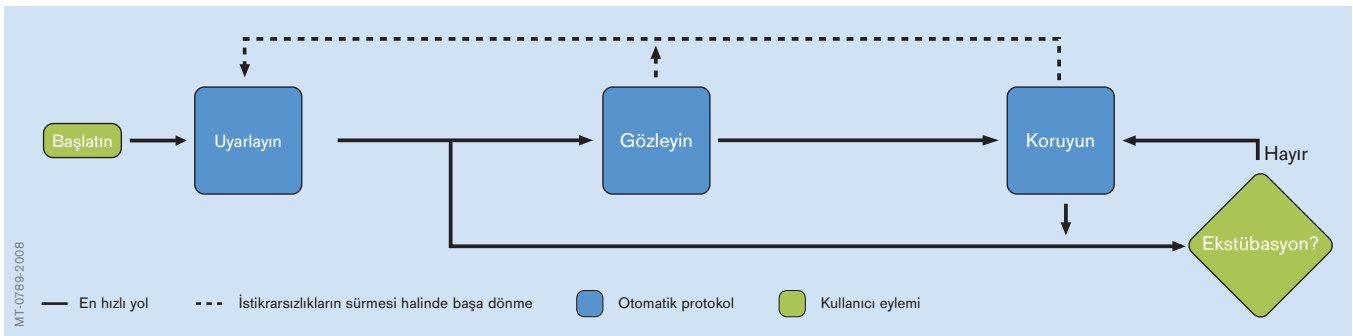 Başlatın
Uyarlayın
Gözleyin
Koruyun
Hayır
Ekstübasyon?
MT-0789-2008
En hızlı yol
İstikrarsızlıkların sürmesi halinde başa dönme
Otomatik protokol
Kullanıcı eylemi